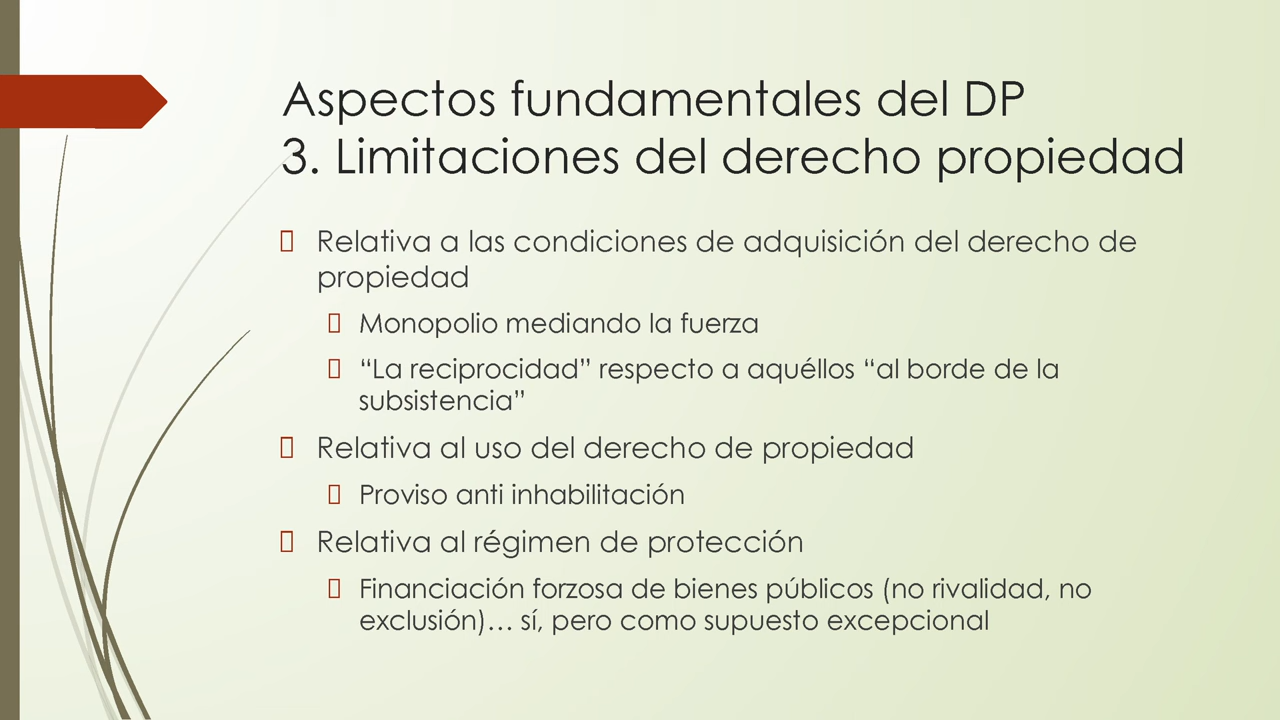 Aspectos fundamentales del DP
3. Limitaciones del derecho propiedad
Relativa a las condiciones de adquisición del derecho de
propiedad
Monopolio mediando la fuerza
“La reciprocidad” respecto a aquéllos “al borde de la
subsistencia”
Relativa al uso del derecho de propiedad
Proviso anti inhabilitación
Relativa al régimen de protección
Financiación forzosa de bienes públicos (no rivalidad, no
exclusión)… sí, pero como supuesto excepcional